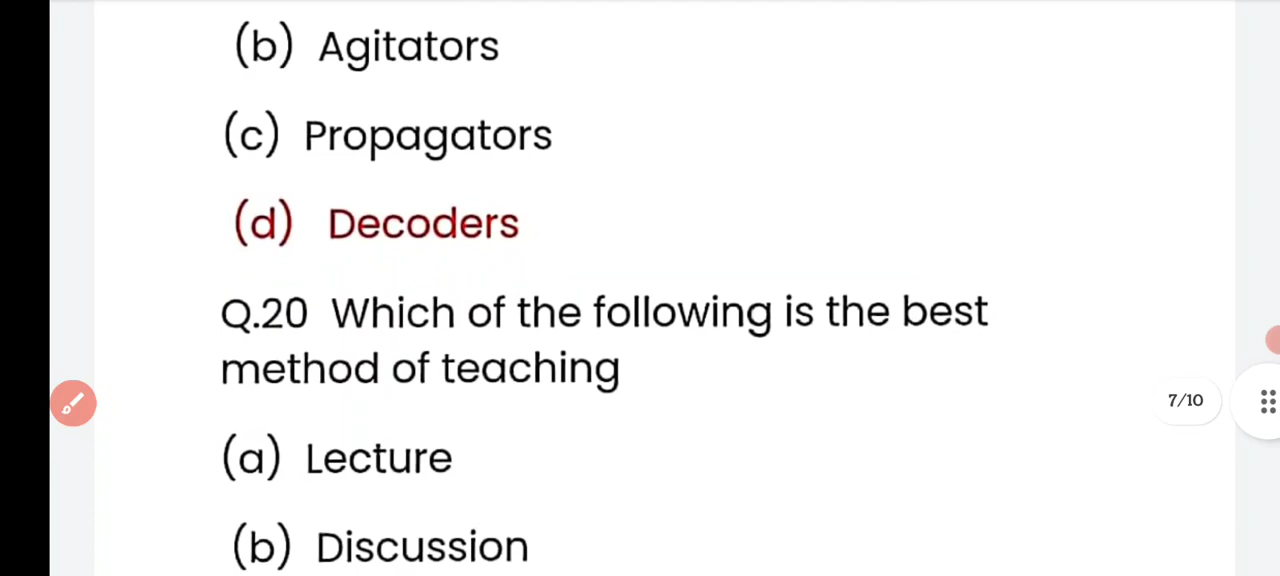 (b) Agitators
(c) Propagators
(d) Decoders
Q.20 Which of the following is the best
method of teaching
7/10
(a) Lecture
(b) Discussion